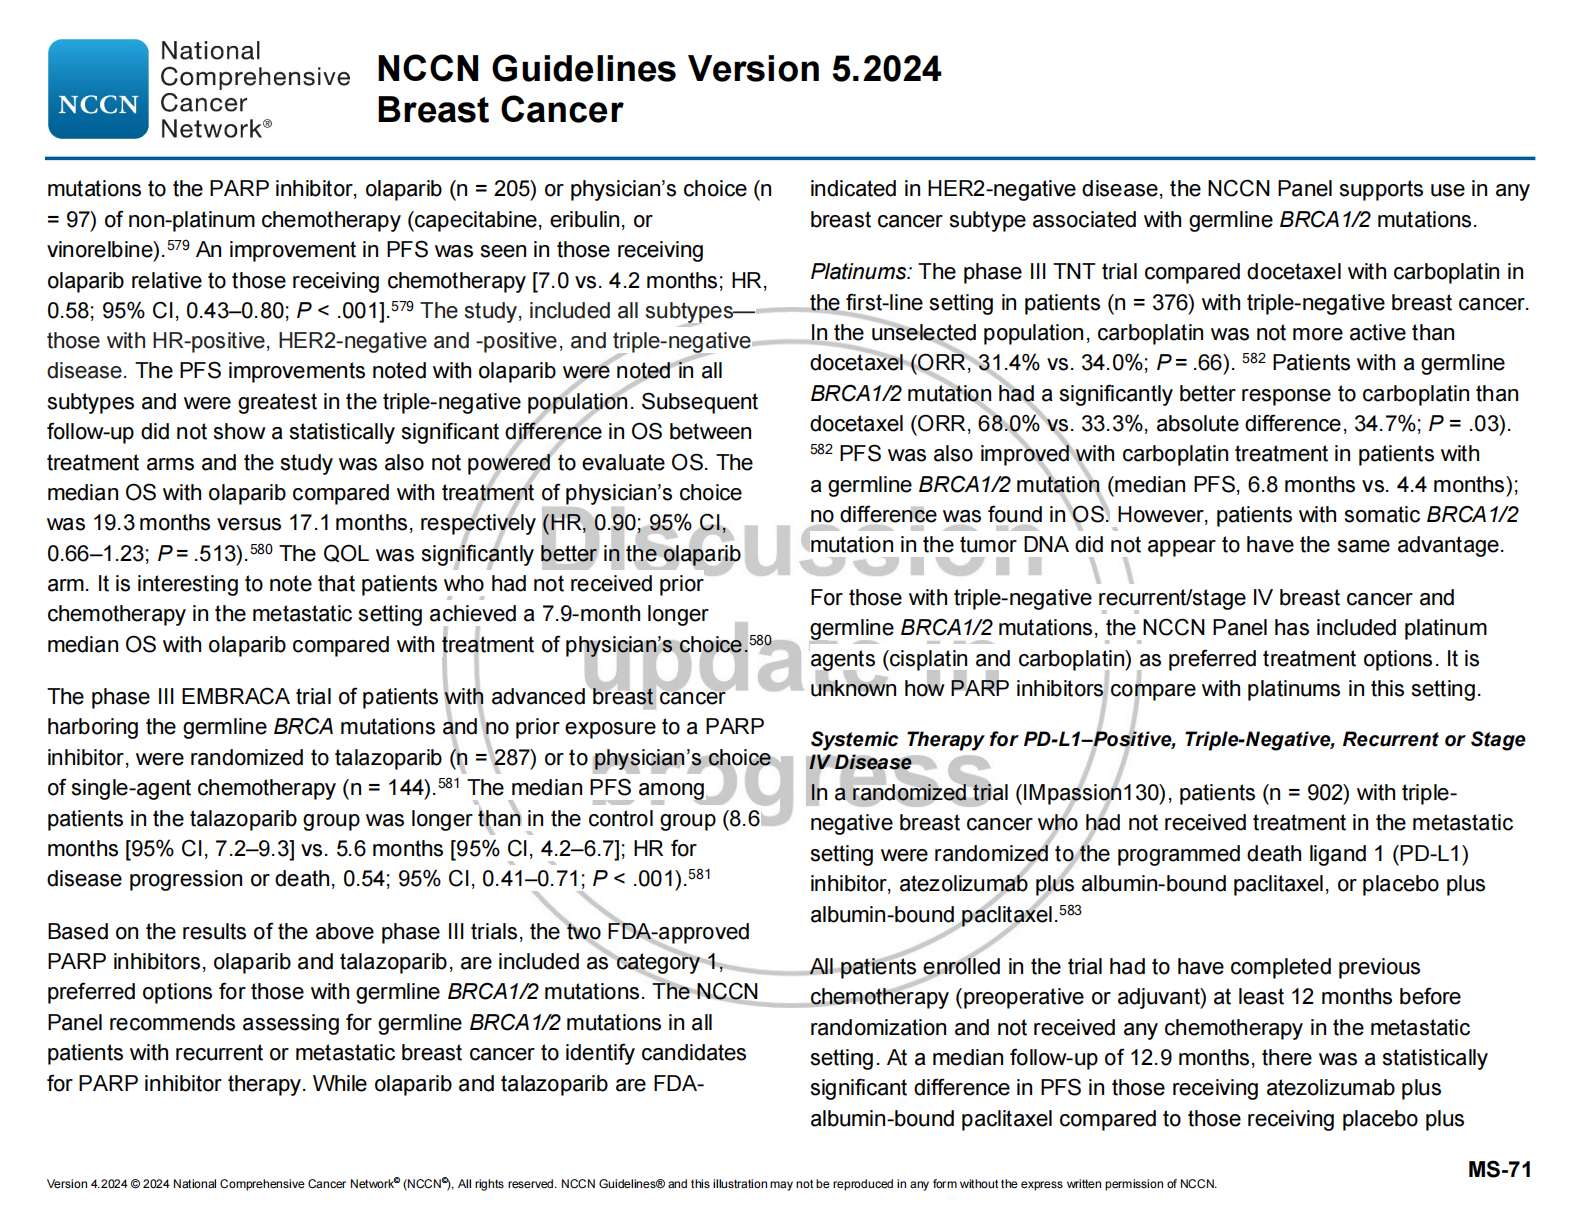 National
Comprehensive
Cancer
Network®
NCCN
NCCN Guidelines Version 5.2024
Breast Cancer
mutations to the PARP inhibitor, olaparib (n = 205) or physician’s choice (n
= 97) of non-platinum chemotherapy (capecitabine, eribulin, or
vinorelbine).579 An improvement in PFS was seen in those receiving
olaparib relative to those receiving chemotherapy [7.0 vs. 4.2 months; HR,
0.58; 95% CI, 0.43–0.80; P < .001].579 The study, included all subtypes—
those with HR-positive, HER2-negative and -positive, and triple-negative
disease. The PFS improvements noted with olaparib were noted in all
subtypes and were greatest in the triple-negative population. Subsequent
follow-up did not show a statistically significant difference in OS between
treatment arms and the study was also not powered to evaluate OS. The
median OS with olaparib compared with treatment of physician’s choice
was 19.3 months versus 17.1 months, respectively (HR, 0.90; 95% CI,
0.66–1.23; P = .513).580 The QOL was significantly better in the olaparib
arm. It is interesting to note that patients who had not received prior
chemotherapy in the metastatic setting achieved a 7.9-month longer
median OS with olaparib compared with treatment of physician’s choice.580
The phase III EMBRACA trial of patients with advanced breast cancer
harboring the germline BRCA mutations and no prior exposure to a PARP
inhibitor, were randomized to talazoparib (n = 287) or to physician’s choice
of single-agent chemotherapy (n = 144).581 The median PFS among
patients in the talazoparib group was longer than in the control group (8.6
months [95% CI, 7.2–9.3] vs. 5.6 months [95% CI, 4.2–6.7]; HR for
disease progression or death, 0.54; 95% CI, 0.41–0.71; P < .001).581
Based on the results of the above phase III trials, the two FDA-approved
PARP inhibitors, olaparib and talazoparib, are included as category 1,
preferred options for those with germline BRCA1/2 mutations. The NCCN
Panel recommends assessing for germline BRCA1/2 mutations in all
patients with recurrent or metastatic breast cancer to identify candidates
for PARP inhibitor therapy. While olaparib and talazoparib are FDA-
indicated in HER2-negative disease, the NCCN Panel supports use in any
breast cancer subtype associated with germline BRCA1/2 mutations.
Platinums: The phase III TNT trial compared docetaxel with carboplatin in
the first-line setting in patients (n = 376) with triple-negative breast cancer.
In the unselected population, carboplatin was not more active than
docetaxel (ORR, 31.4% vs. 34.0%; P = .66). 582 Patients with a germline
BRCA1/2 mutation had a significantly better response to carboplatin than
docetaxel (ORR, 68.0% vs. 33.3%, absolute difference, 34.7%; P = .03).
582 PFS was also improved with carboplatin treatment in patients with
a germline BRCA1/2 mutation (median PFS, 6.8 months vs. 4.4 months);
no difference was found in OS. However, patients with somatic BRCA1/2
mutation in the tumor DNA did not appear to have the same advantage.
For those with triple-negative recurrent/stage IV breast cancer and
germline BRCA1/2 mutations, the NCCN Panel has included platinum
agents (cisplatin and carboplatin) as preferred treatment options. It is
unknown how PARP inhibitors compare with platinums in this setting.
Systemic Therapy for PD-L1–Positive, Triple-Negative, Recurrent or Stage
IV Disease
In a randomized trial (IMpassion130), patients (n = 902) with triple-
negative breast cancer who had not received treatment in the metastatic
setting were randomized to the programmed death ligand 1 (PD-L1)
inhibitor, atezolizumab plus albumin-bound paclitaxel, or placebo plus
albumin-bound paclitaxel.583
All patients enrolled in the trial had to have completed previous
chemotherapy (preoperative or adjuvant) at least 12 months before
randomization and not received any chemotherapy in the metastatic
setting. At a median follow-up of 12.9 months, there was a statistically
significant difference in PFS in those receiving atezolizumab plus
albumin-bound paclitaxel compared to those receiving placebo plus
Discussion
update in
progress
MS-71
Version 4.2024 © 2024 National Comprehensive Cancer Network© (NCCN©), All rights reserved. NCCN Guidelines® and this illustration may not be reproduced in any form without the express written permission of NCCN.